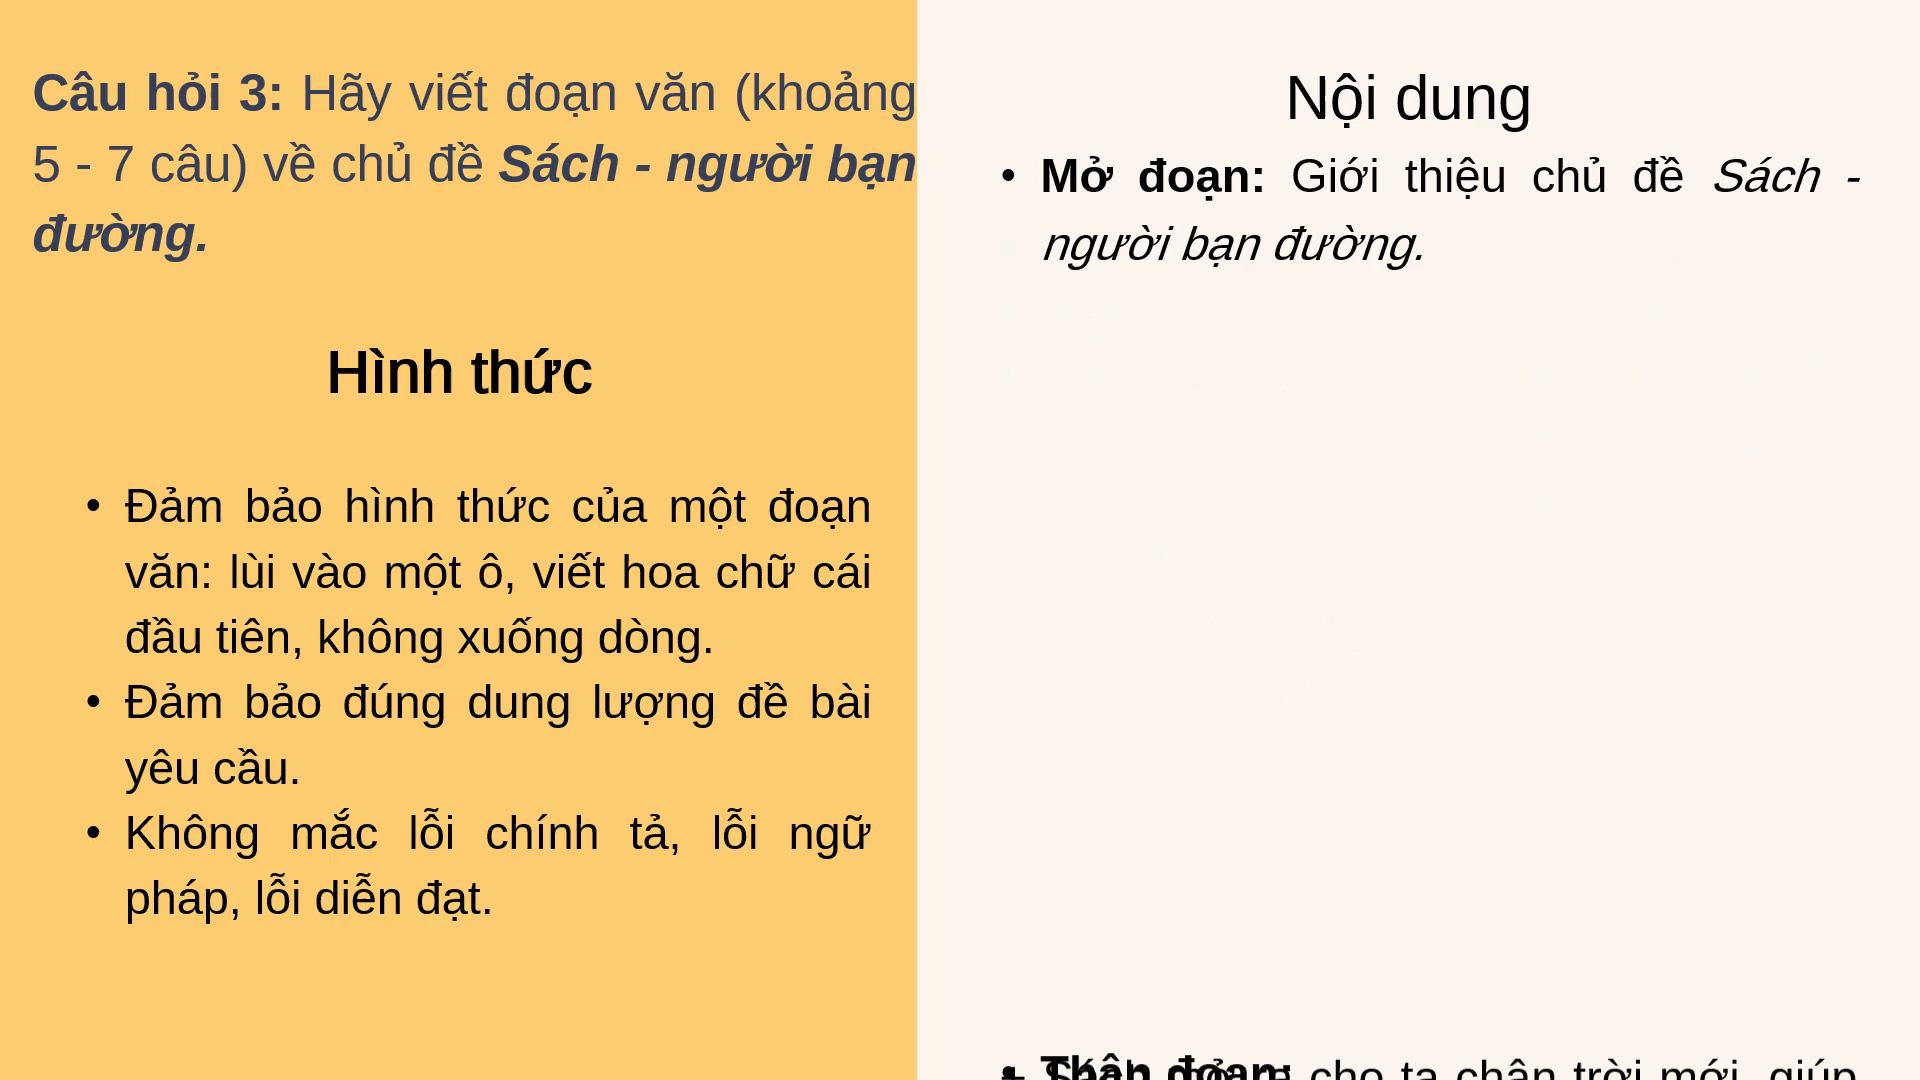 Câu hỏi 3: Hãy viết đoạn văn (khoảng
5 - 7 câu) về chủ đề Sách - người bạn
đường.
Hình thức
• Đảm bảo hình thức của một đoạn
văn: lùi vào một ô, viết hoa chữ cái
đầu tiên, không xuống dòng.
• Đảm bảo đúng dung lượng đề bài
yêu cầu.
• Không mắc lỗi chính tả, lỗi ngữ
pháp, lỗi diễn đạt.
Nội dung
• Mở đoạn: Giới thiệu chủ đề Sách -
người bạn đường.
• Thân đoạn:
cho ta chân trời mới, giúp